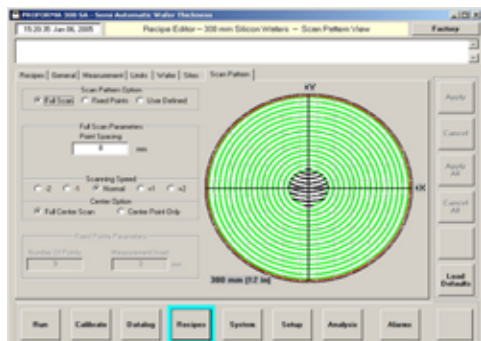 PROFORMA 300 SA - Semi Automatic Wafer Thickness
15:20:35 Jan 06, 2005
Recipe Editor - 300 mm Silicon Wafers - Scan Pattern View
Factory
Recipes
General
Measurement
Limits
Wafer
Sites
Scan Pattern
Scan Pattern Option
Full Scan
Fixed Points
User Defined
Full Scan Parameters
Point Spacing
8 mm
Scanning Speed
-2
-1
Normal
+1
+2
Center Option
Full Center Scan
Center Point Only
Fixed Points Parameters
Number Of Points
Measurement Inset
mm
+Y
+X
300 mm (12 in)
Apply
Cancel
Apply All
Cancel All
Load Defaults
Run
Calibrate
Datalog
Recipes
System
Setup
Analysis
Alarms